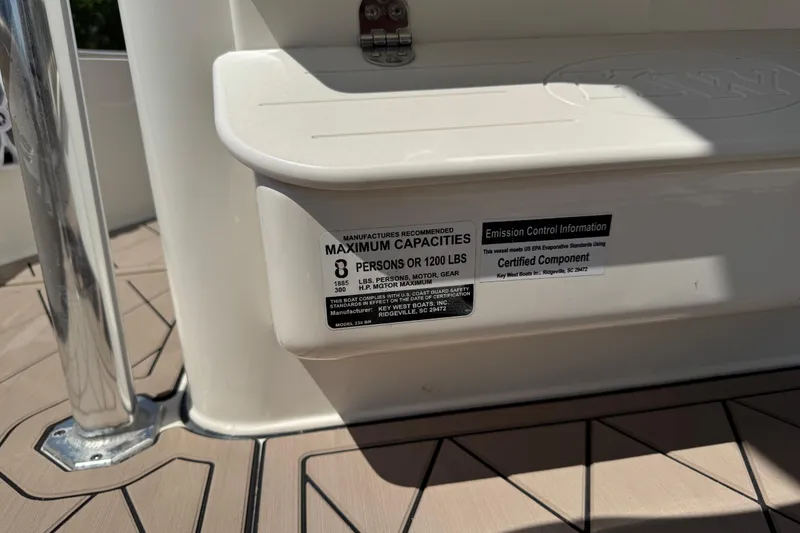 MANUFACTURES RECOMMENDED
MAXIMUM CAPACITIES
8 PERSONS OR 1200 LBS
1885 LBS, PERSONS, MOTOR, GEAR
300 H.P. MOTOR MAXIMUM
THIS BOAT COMPLIES WITH U.S. COAST GUARD SAFETY
STANDARDS IN EFFECT ON THE DATE OF CERTIFICATION
Manufacturer: KEY WEST BOATS, INC.
RIDGEVILLE, SC 29472
MODEL 239 BR
Emission Control Information
This vessel meets US EPA Evaporative Standards Using
Certified Component
Key West Boats Inc., Ridgeville, SC 29472